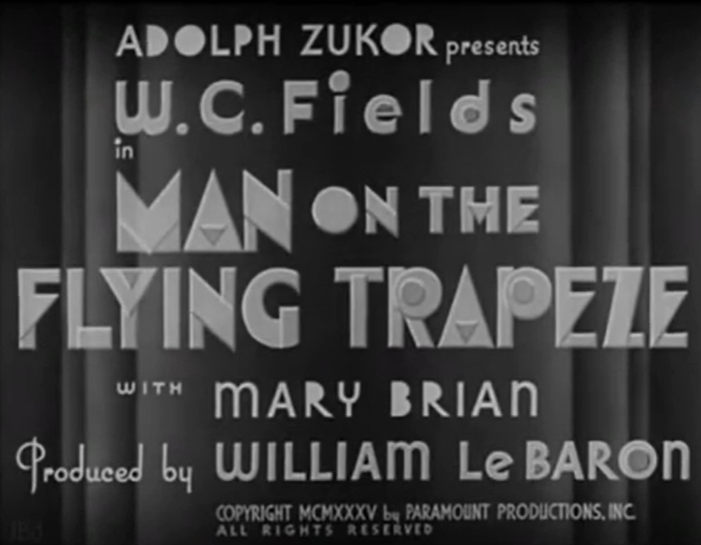 ADOLPH ZUKOR presents
W.C. Fields
in
MAN ON THE
FLYING TRAPEZE
WITH MARY BRIAN
Produced by WILLIAM LeBARON
COPYRIGHT MCMXXXV by PARAMOUNT PRODUCTIONS, INC.
ALL RIGHTS RESERVED